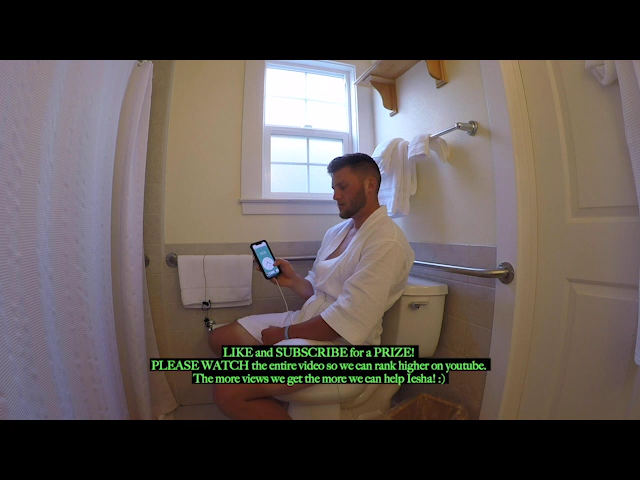 LIKE and SUBSCRIBE for a PRIZE!
PLEASE WATCH the entire video so we can rank higher on youtube.
The more views we get the more we can help Iesha! :)